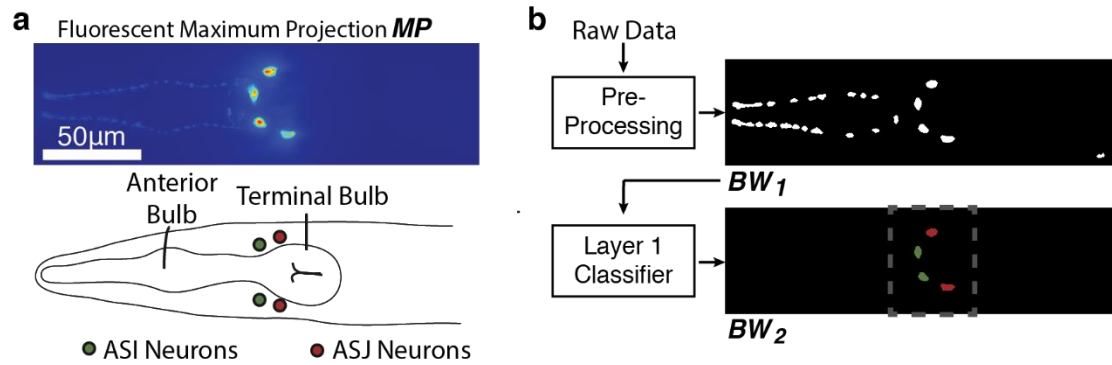 a
Fluorescent Maximum Projection MP
50μm
Anterior
Bulb
Terminal Bulb
ASI Neurons
ASJ Neurons
b
Raw Data
Pre-
Processing
BW1
Layer 1
Classifier
BW2